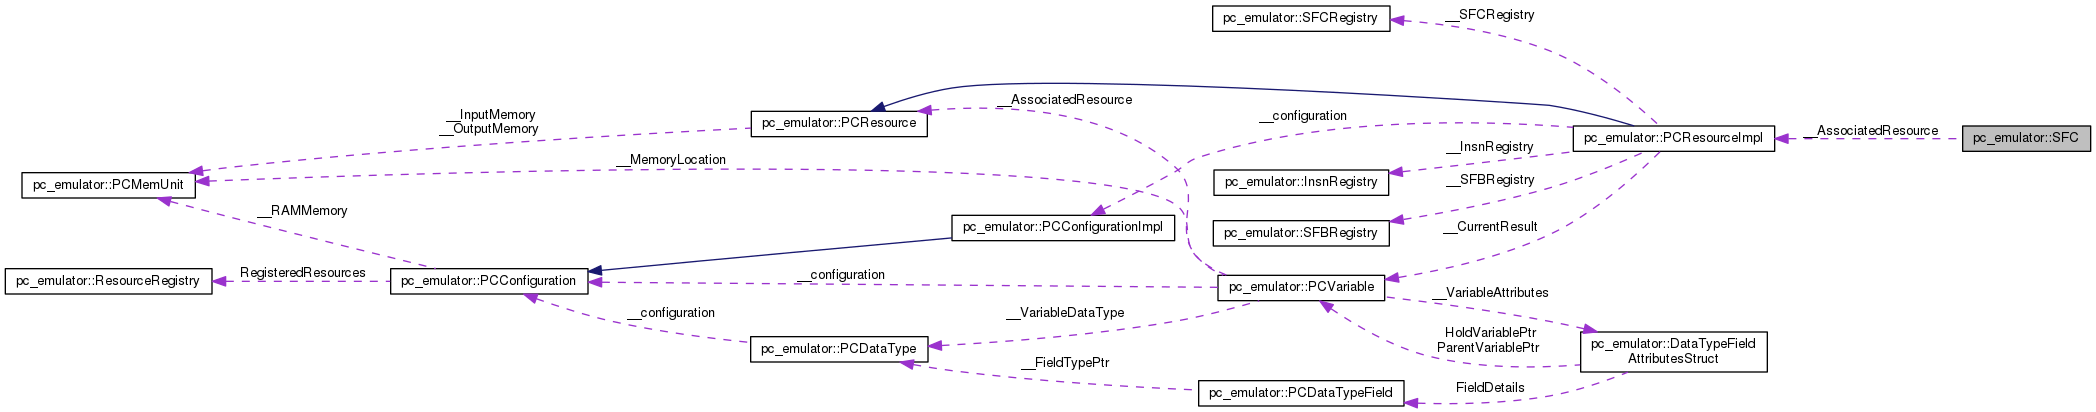 pc_emulator::SFCRegistry
__SFCRegistry
__InputMemory
__OutputMemory
pc_emulator::PCResource
__AssociatedResource
__configuration
pc_emulator::PCResourceImpl
__AssociatedResource
pc_emulator::SFC
pc_emulator::PCMemUnit
__MemoryLocation
__InsnRegistry
pc_emulator::InsnRegistry
__SFBRegistry
__RAMMemory
pc_emulator::PCConfigurationImpl
pc_emulator::SFBRegistry
__CurrentResult
pc_emulator::ResourceRegistry
RegisteredResources
pc_emulator::PCConfiguration
__configuration
pc_emulator::PCVariable
__VariableAttributes
__configuration
__VariableDataType
HoldVariablePtr
ParentVariablePtr
pc_emulator::DataTypeField
AttributesStruct
pc_emulator::PCDataType
__FieldTypePtr
pc_emulator::PCDataTypeField
FieldDetails